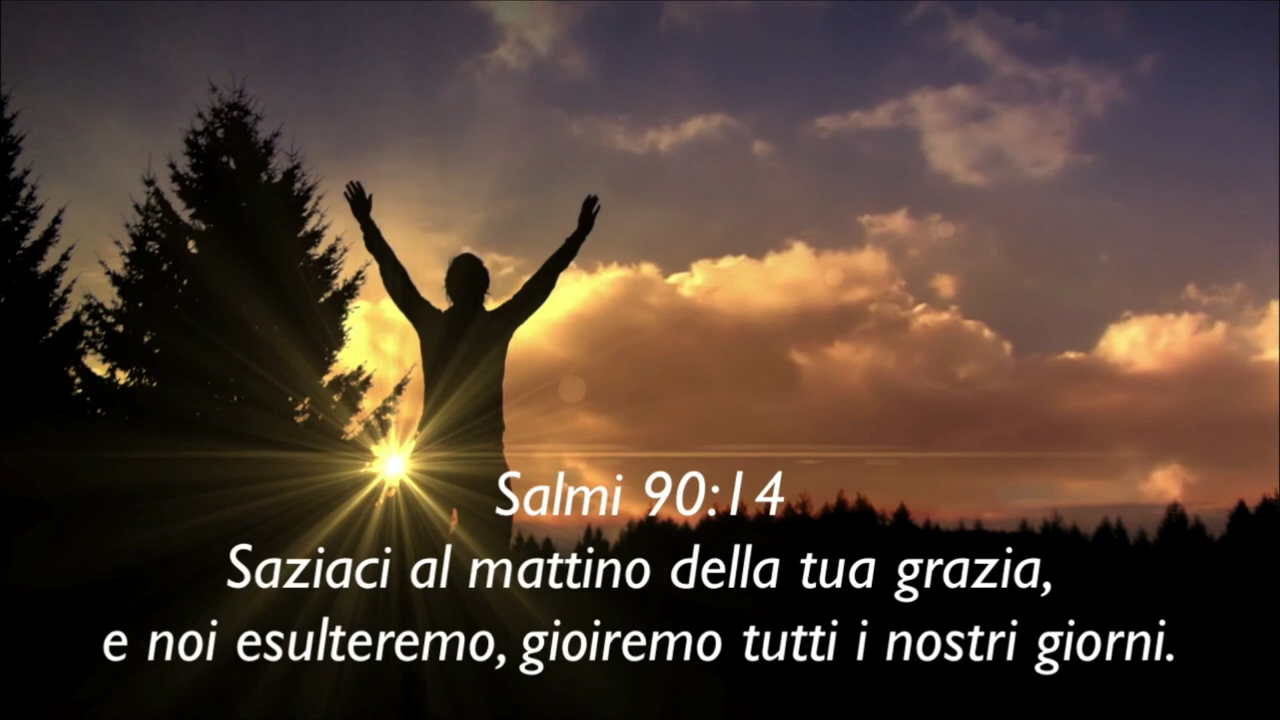 Salmi 90:14
Saziaci al mattino della tua grazia,
e noi esulteremo, gioiremo tutti i nostri giorni.